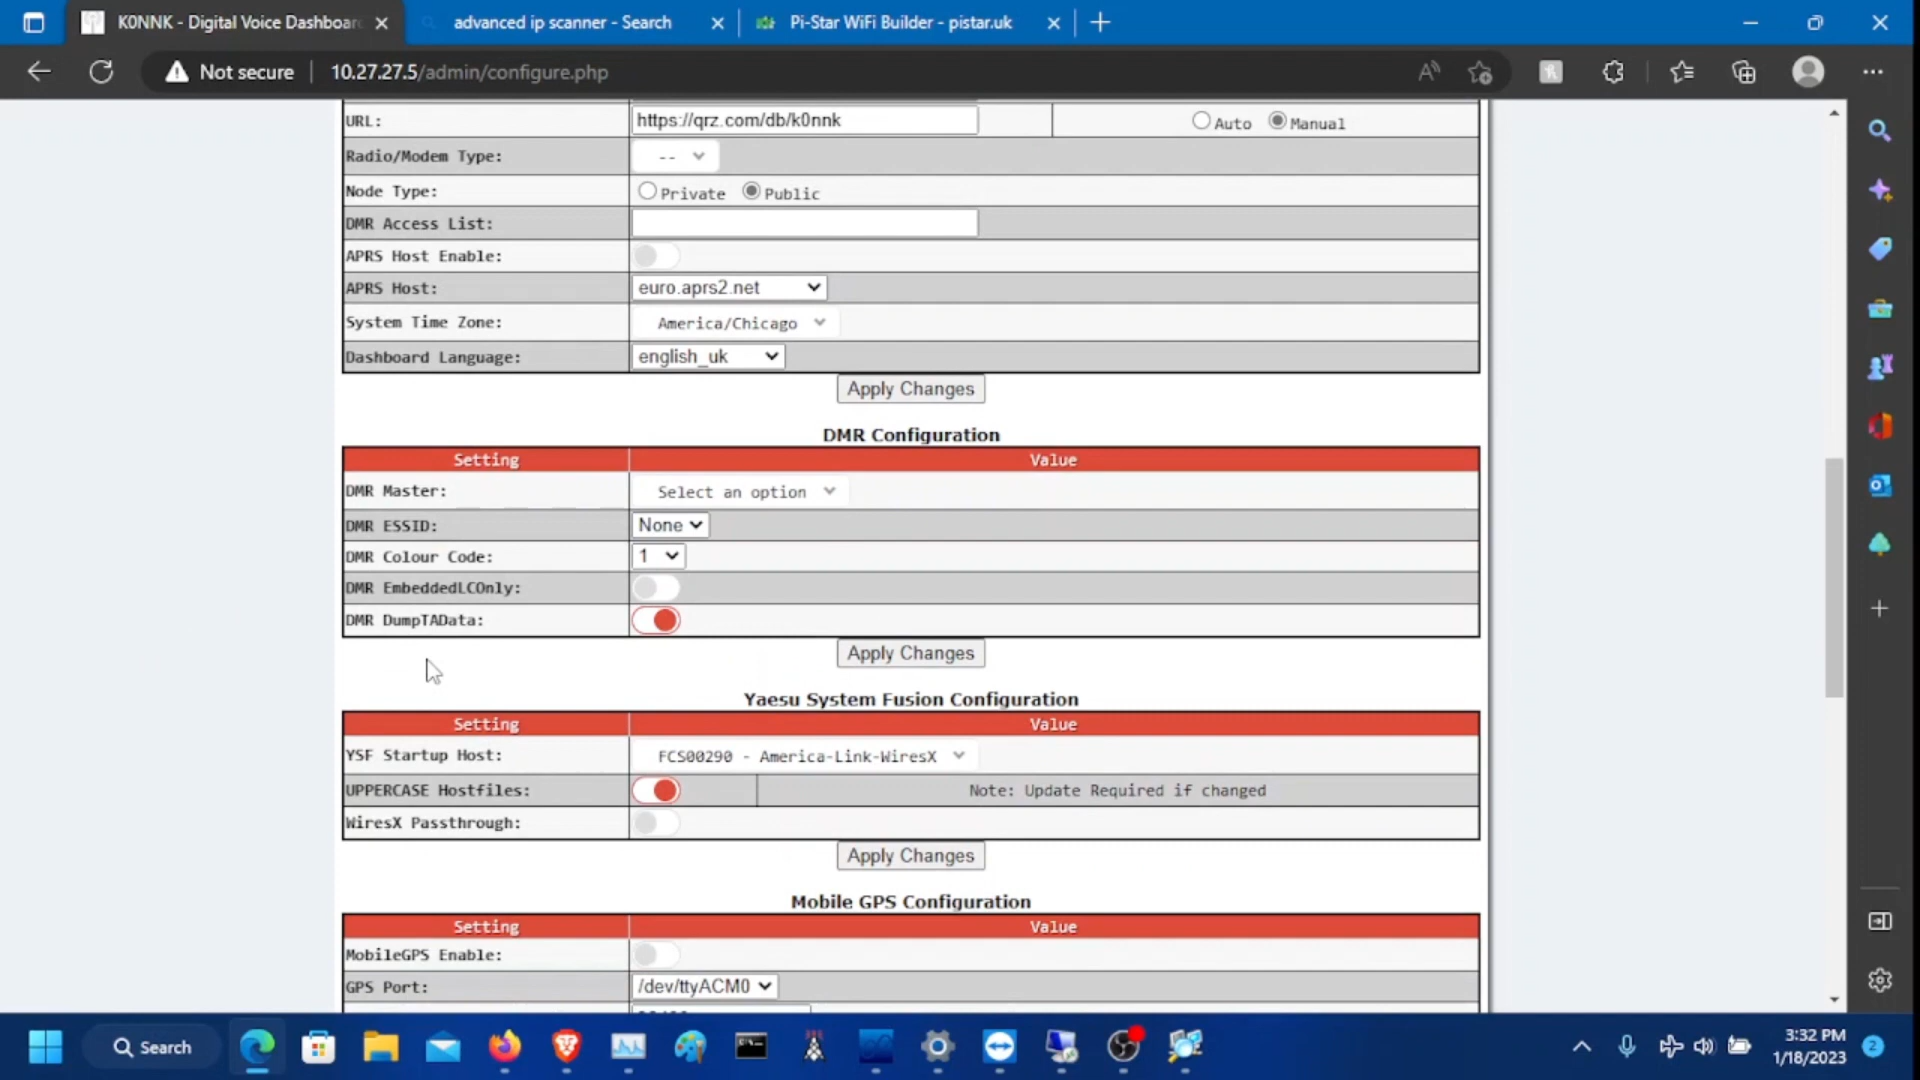 K0NNK - Digital Voice Dashboar
advanced ip scanner - Search
Pi-Star WiFi Builder - pistar.uk
Not secure
10.27.27.5/admin/configure.php
URL:
https://qrz.com/db/k0nnk
Auto Manual
Radio/Modem Type:
--
Node Type:
Private Public
DMR Access List:
APRS Host Enable:
APRS Host:
euro.aprs2.net
System Time Zone:
America/Chicago
Dashboard Language:
english_uk
Apply Changes
DMR Configuration
Setting Value
DMR Master:
Select an option
DMR ESSID:
None
DMR Colour Code:
1
DMR EmbeddedLCOnly:
DMR DumpTAData:
Apply Changes
Yaesu System Fusion Configuration
Setting Value
YSF Startup Host:
FCS00290 - America-Link-WiresX
UPPERCASE Hostfiles:
Note: Update Required if changed
WiresX Passthrough:
Apply Changes
Mobile GPS Configuration
Setting Value
MobileGPS Enable:
GPS Port:
/dev/ttyACM0
Search
3:32 PM
1/18/2023
2